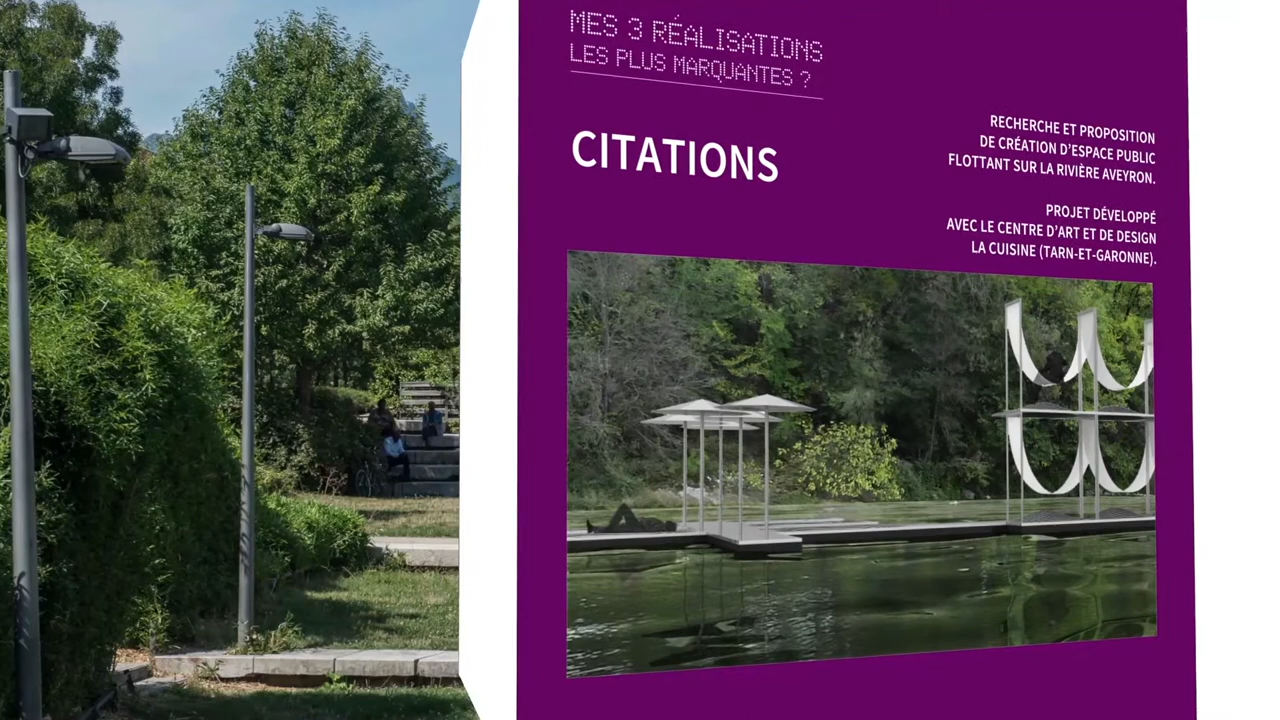 MES 3 RÉALISATIONS
LES PLUS MARQUANTES ?
CITATIONS
RECHERCHE ET PROPOSITION
DE CRÉATION D'ESPACE PUBLIC
FLOTTANT SUR LA RIVIÈRE AVEYRON.
PROJET DÉVELOPPÉ
AVEC LE CENTRE D'ART ET DE DESIGN
LA CUISINE (TARN-ET-GARONNE).